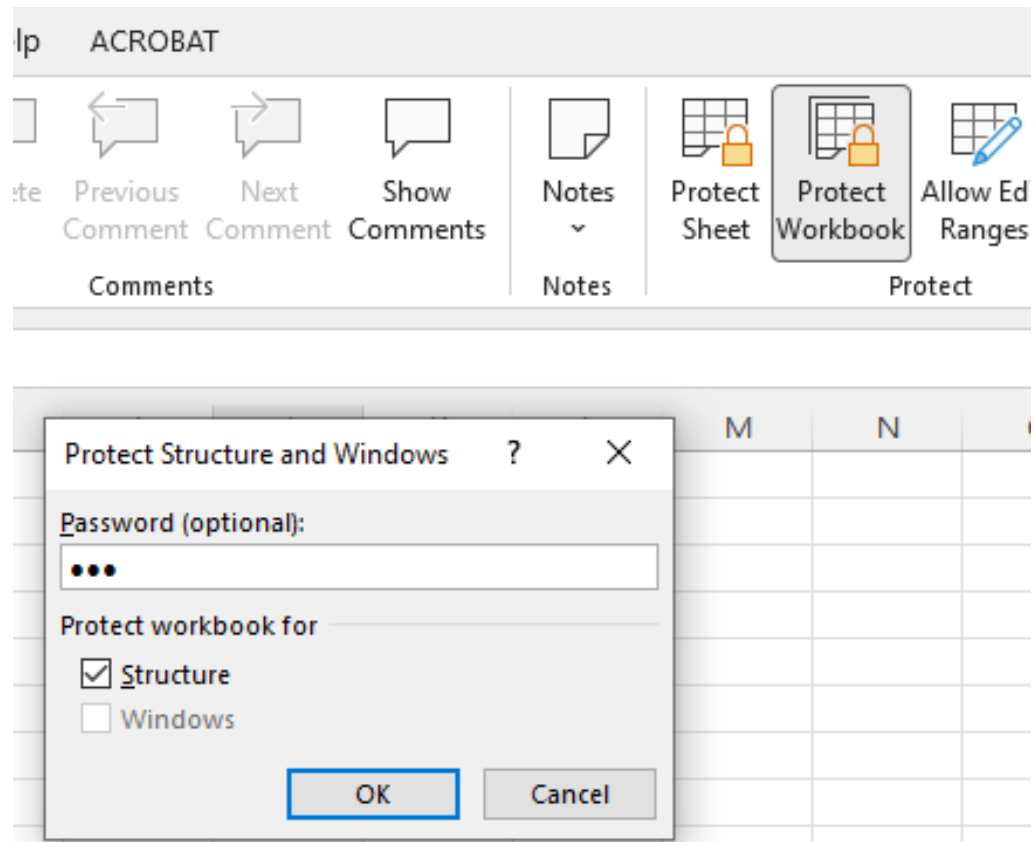 lp ACROBAT
ete Previous Next Show Notes Protect Protect Allow Ed
Comment Comment Comments Sheet Workbook Ranges
Comments Notes Protect
M N
Protect Structure and Windows ?
Password (optional):
•••
Protect workbook for
Structure
Windows
OK Cancel